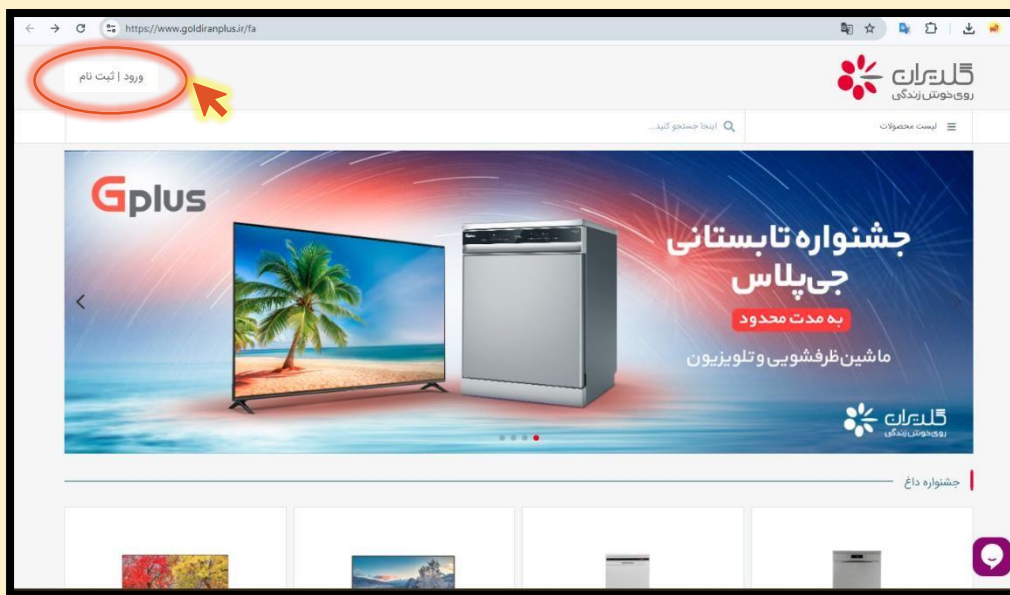 https://www.goldiranplus.ir/fa
ورود | ثبت نام
گلدیران
روی خوش زندگی
لیست محصولات
اینجا جستجو کنید...
Gplus
جشنواره تابستانی
جی‌پلاس
به مدت محدود
ماشین ظرفشویی و تلویزیون
گلدیران
روی خوش زندگی
جشنواره داغ